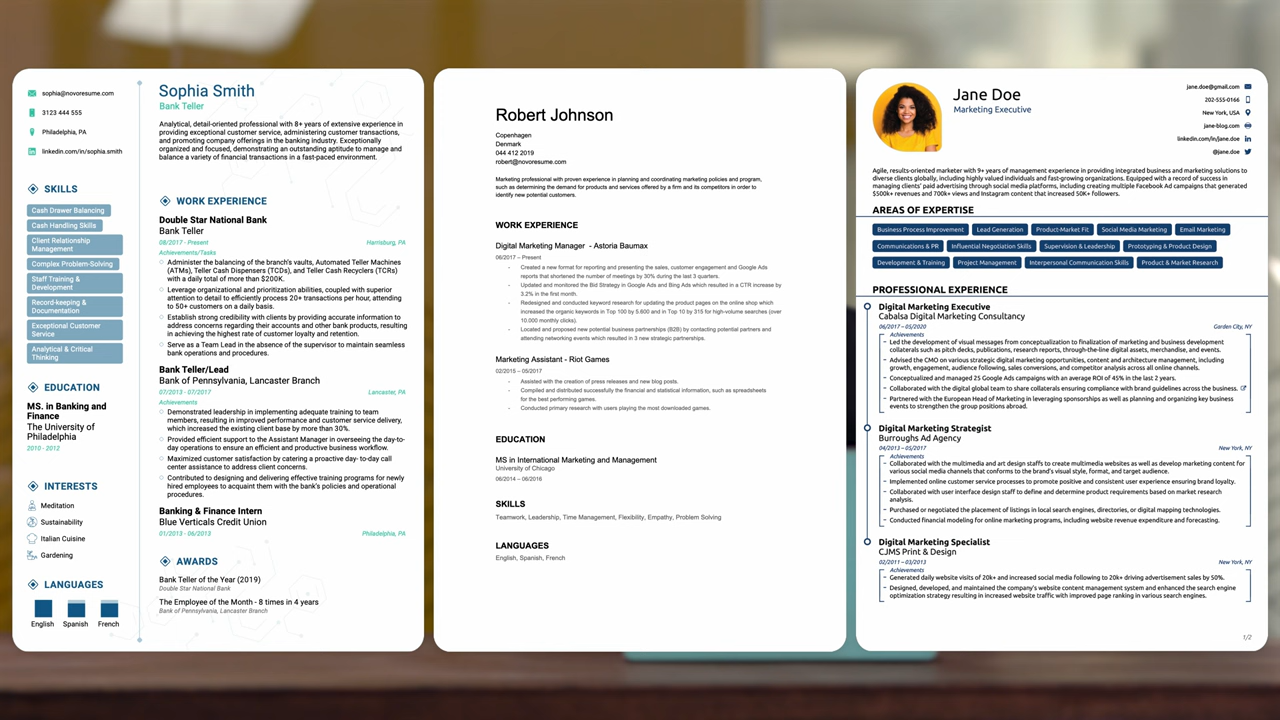 sophia@novoresume.com
3123 444 555
Philadelphia, PA
linkedin.com/in/sophia.smith
SKILLS
Cash Drawer Balancing
Cash Handling Skills
Client Relationship
Management
Complex Problem-Solving
Staff Training &
Development
Record-keeping &
Documentation
Exceptional Customer
Service
Analytical & Critical
Thinking
EDUCATION
MS. in Banking and
Finance
The University of
Philadelphia
2010 - 2012
INTERESTS
Meditation
Sustainability
Italian Cuisine
Gardening
LANGUAGES
English Spanish French
Sophia Smith
Bank Teller
Analytical, detail-oriented professional with 8+ years of extensive experience in
providing exceptional customer service, administering customer transactions,
and promoting company offerings in the banking industry. Exceptionally
organized and focused, demonstrating an outstanding aptitude to manage and
balance a variety of financial transactions in a fast-paced environment.
WORK EXPERIENCE
Double Star National Bank
Bank Teller
08/2017 - Present Harrisburg, PA
Achievements/Tasks
Administer the balancing of the branch's vaults, Automated Teller Machines
(ATMs), Teller Cash Dispensers (TCDs), and Teller Cash Recyclers (TCRs)
with a daily total of more than $200K.
Leverage organizational and prioritization abilities, coupled with superior
attention to detail to efficiently process 20+ transactions per hour, attending
to 50+ customers on a daily basis.
Establish strong credibility with clients by providing accurate information to
address concerns regarding their accounts and other bank products, resulting
in achieving the highest rate of customer loyalty and retention.
Serve as a Team Lead in the absence of the supervisor to maintain seamless
bank operations and procedures.
Bank Teller/Lead
Bank of Pennsylvania, Lancaster Branch
07/2013 - 07/2017 Lancaster, PA
Achievements
Demonstrated leadership in implementing adequate training to team
members, resulting in improved performance and customer service delivery,
which increased the existing client base by more than 30%.
Provided efficient support to the Assistant Manager in overseeing the day-to-
day operations to ensure an efficient and productive business workflow.
Maximized customer satisfaction by catering a proactive day- to-day call
center assistance to address client concerns.
Contributed to designing and delivering effective training programs for newly
hired employees to acquaint them with the bank's policies and operational
procedures.
Banking & Finance Intern
Blue Verticals Credit Union
01/2013 - 06/2013 Philadelphia, PA
AWARDS
Bank Teller of the Year (2019)
Double Star National Bank
The Employee of the Month - 8 times in 4 years
Bank of Pennsylvania, Lancaster Branch
Robert Johnson
Copenhagen
Denmark
044 412 2019
robert@novoresume.com
Marketing professional with proven experience in planning and coordinating marketing policies and program,
such as determining the demand for products and services offered by a firm and its competitors in order to
identify new potential customers.
WORK EXPERIENCE
Digital Marketing Manager - Astoria Baumax
06/2017 – Present
- Created a new format for reporting and presenting the sales, customer engagement and Google Ads
reports that shortened the number of meetings by 30% during the last 3 quarters.
- Updated and monitored the Bid Strategy in Google Ads and Bing Ads which resulted in a CTR increase by
3.2% in the first month.
- Redesigned and conducted keyword research for updating the product pages on the online shop which
increased the organic keywords in Top 100 by 5.600 and in Top 10 by 315 for high-volume searches (over
10.000 monthly clicks).
- Located and proposed new potential business partnerships (B2B) by contacting potential partners and
attending networking events which resulted in 3 new strategic partnerships.
Marketing Assistant - Riot Games
02/2015 – 05/2017
- Assisted with the creation of press releases and new blog posts.
- Compiled and distributed successfully the financial and statistical information, such as spreadsheets
for the best performing games.
- Conducted primary research with users playing the most downloaded games.
EDUCATION
MS in International Marketing and Management
University of Chicago
06/2014 – 06/2016
SKILLS
Teamwork, Leadership, Time Management, Flexibility, Empathy, Problem Solving
LANGUAGES
English, Spanish, French
Jane Doe
Marketing Executive
jane.doe@gmail.com
202-555-0166
New York, USA
jane-blog.com
linkedin.com/in/jane.doe
@jane.doe
Agile, results-oriented marketer with 9+ years of management experience in providing integrated business and marketing solutions to
diverse clients globally, including highly valued individuals and fast-growing organizations. Equipped with a record of success in
managing clients' paid advertising through social media platforms, including creating multiple Facebook Ad campaigns that generated
$500k+ revenues and 700k+ views and Instagram content that increased 50K+ followers.
AREAS OF EXPERTISE
Business Process Improvement Lead Generation Product-Market Fit Social Media Marketing Email Marketing
Communications & PR Influential Negotiation Skills Supervision & Leadership Prototyping & Product Design
Development & Training Project Management Interpersonal Communication Skills Product & Market Research
PROFESSIONAL EXPERIENCE
Digital Marketing Executive
Cabalsa Digital Marketing Consultancy
06/2017 – 05/2020 Garden City, NY
Achievements
– Led the development of visual messages from conceptualization to finalization of marketing and business development
collaterals such as pitch decks, publications, research reports, through-the-line digital assets, merchandise, and events.
– Advised the CMO on various strategic digital marketing opportunities, content and architecture management, including
growth, engagement, audience following, sales conversions, and competitor analysis across all online channels.
– Conceptualized and managed 25 Google Ads campaigns with an average ROI of 45% in the last 2 years.
– Collaborated with the digital global team to share collaterals ensuring compliance with brand guidelines across the business.
– Partnered with the European Head of Marketing in leveraging sponsorships as well as planning and organizing key business
events to strengthen the group positions abroad.
Digital Marketing Strategist
Burroughs Ad Agency
04/2013 – 05/2017 New York, NY
Achievements
– Collaborated with the multimedia and art design staffs to create multimedia websites as well as develop marketing content for
various social media channels that conforms to the brand's visual style, format, and target audience.
– Implemented online customer service processes to promote positive and consistent user experience ensuring brand loyalty.
– Collaborated with user interface design staff to define and determine product requirements based on market research
analysis.
– Purchased or negotiated the placement of listings in local search engines, directories, or digital mapping technologies.
– Conducted financial modeling for online marketing programs, including website revenue expenditure and forecasting.
Digital Marketing Specialist
CJMS Print & Design
02/2011 – 03/2013 New York, NY
Achievements
– Generated daily website visits of 20k+ and increased social media following to 20k+ driving advertisement sales by 50%.
– Designed, developed, and maintained the company's website content management system and enhanced the search engine
optimization strategy resulting in increased website traffic with improved page ranking in various search engines.
1/2